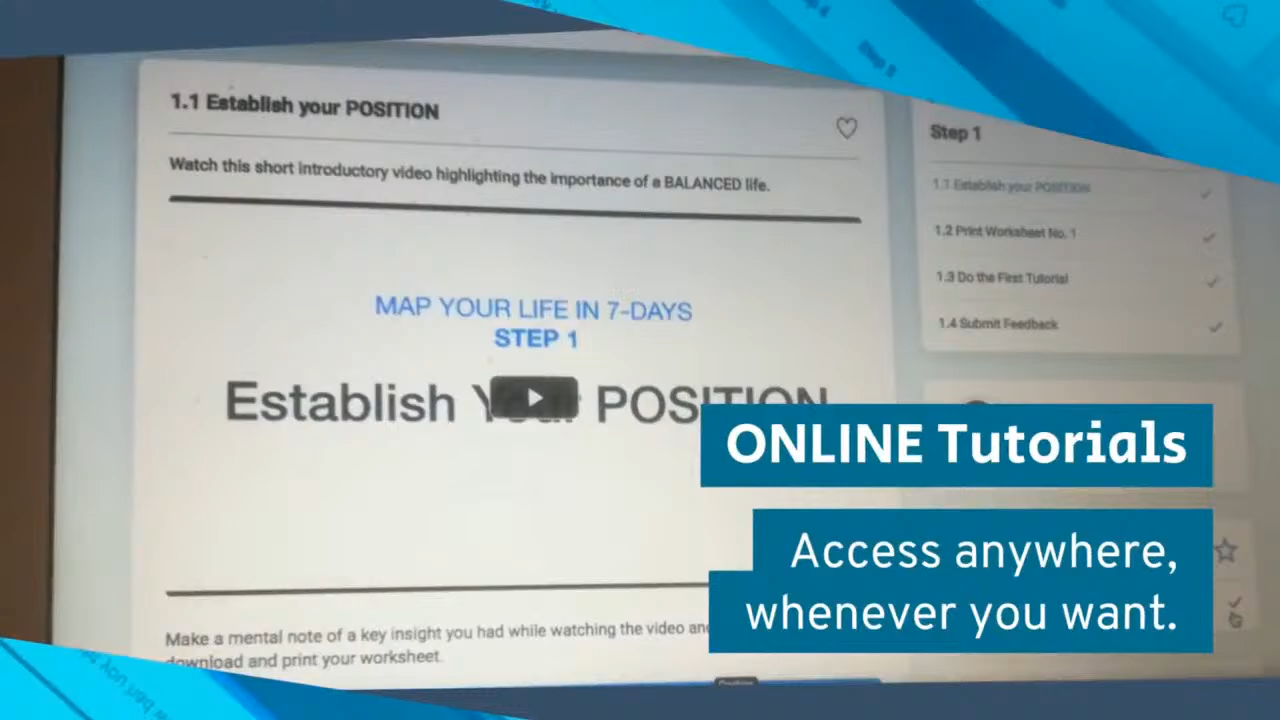 Step 4
1.1 Establish your POSITION
Watch this short introductory video highlighting the importance of a BALANCED life.
MAP YOUR LIFE IN 7-DAYS
STEP 1
Establish POSITION
Make a mental note of a key insight you had while watching the video and
download and print your worksheet.
Step 1
1.1 Establish your POSITION
1.2 Print Worksheet No. 1
1.3 Do the First Tutorial
1.4 Submit Feedback
ONLINE Tutorials
Access anywhere,
whenever you want.